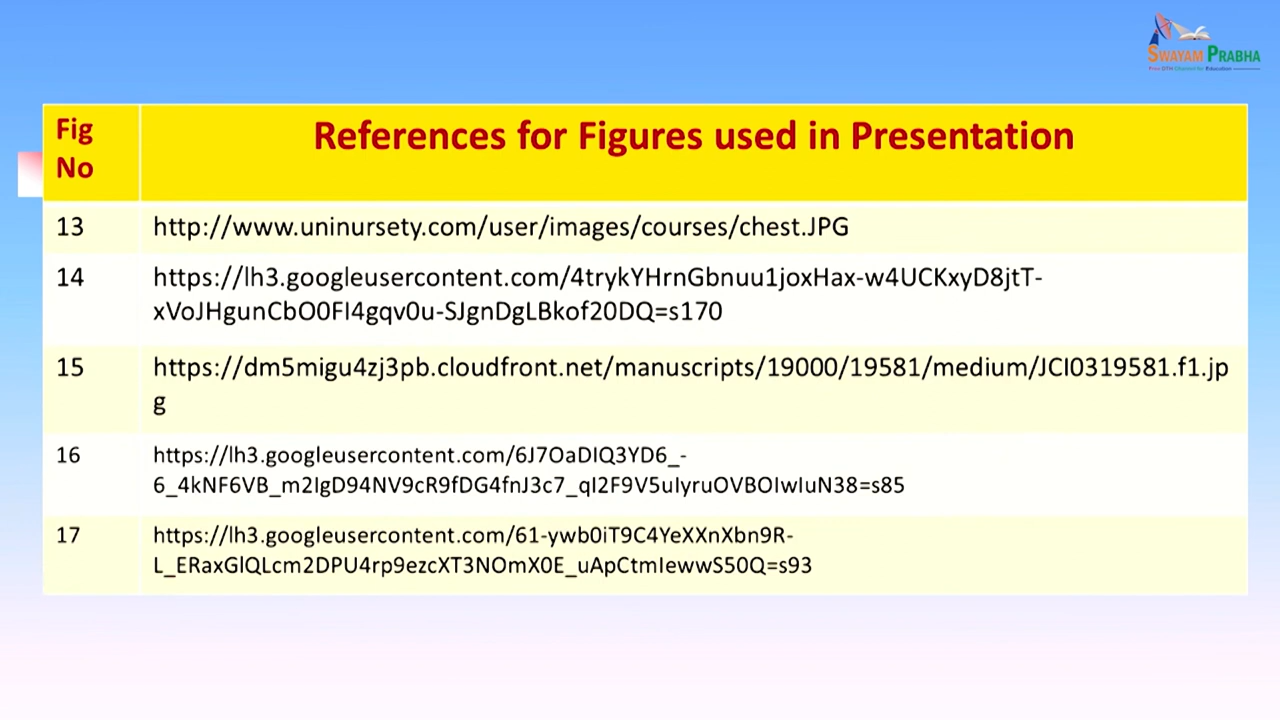 SWAYAM PRABHA
Fig
No
References for Figures used in Presentation
13
http://www.uninursety.com/user/images/courses/chest.JPG
14
https://lh3.googleusercontent.com/4trykYHrnGbnuu1joxHax-w4UCKxyD8jtT-
xVoJHgunCbO0FI4gqv0u-SJgnDgLBkof20DQ=s170
15
https://dm5migu4zj3pb.cloudfront.net/manuscripts/19000/19581/medium/JCI0319581.f1.jp
g
16
https://lh3.googleusercontent.com/6J7OaDIQ3YD6_-
6_4kNF6VB_m2IgD94NV9cR9fDG4fnJ3c7_qI2F9V5uIyruOVBOIwIuN38=s85
17
https://lh3.googleusercontent.com/61-ywb0iT9C4YeXXnXbn9R-
L_ERaxGlQLcm2DPU4rp9ezcXT3NOmX0E_uApCtmIewwS50Q=s93